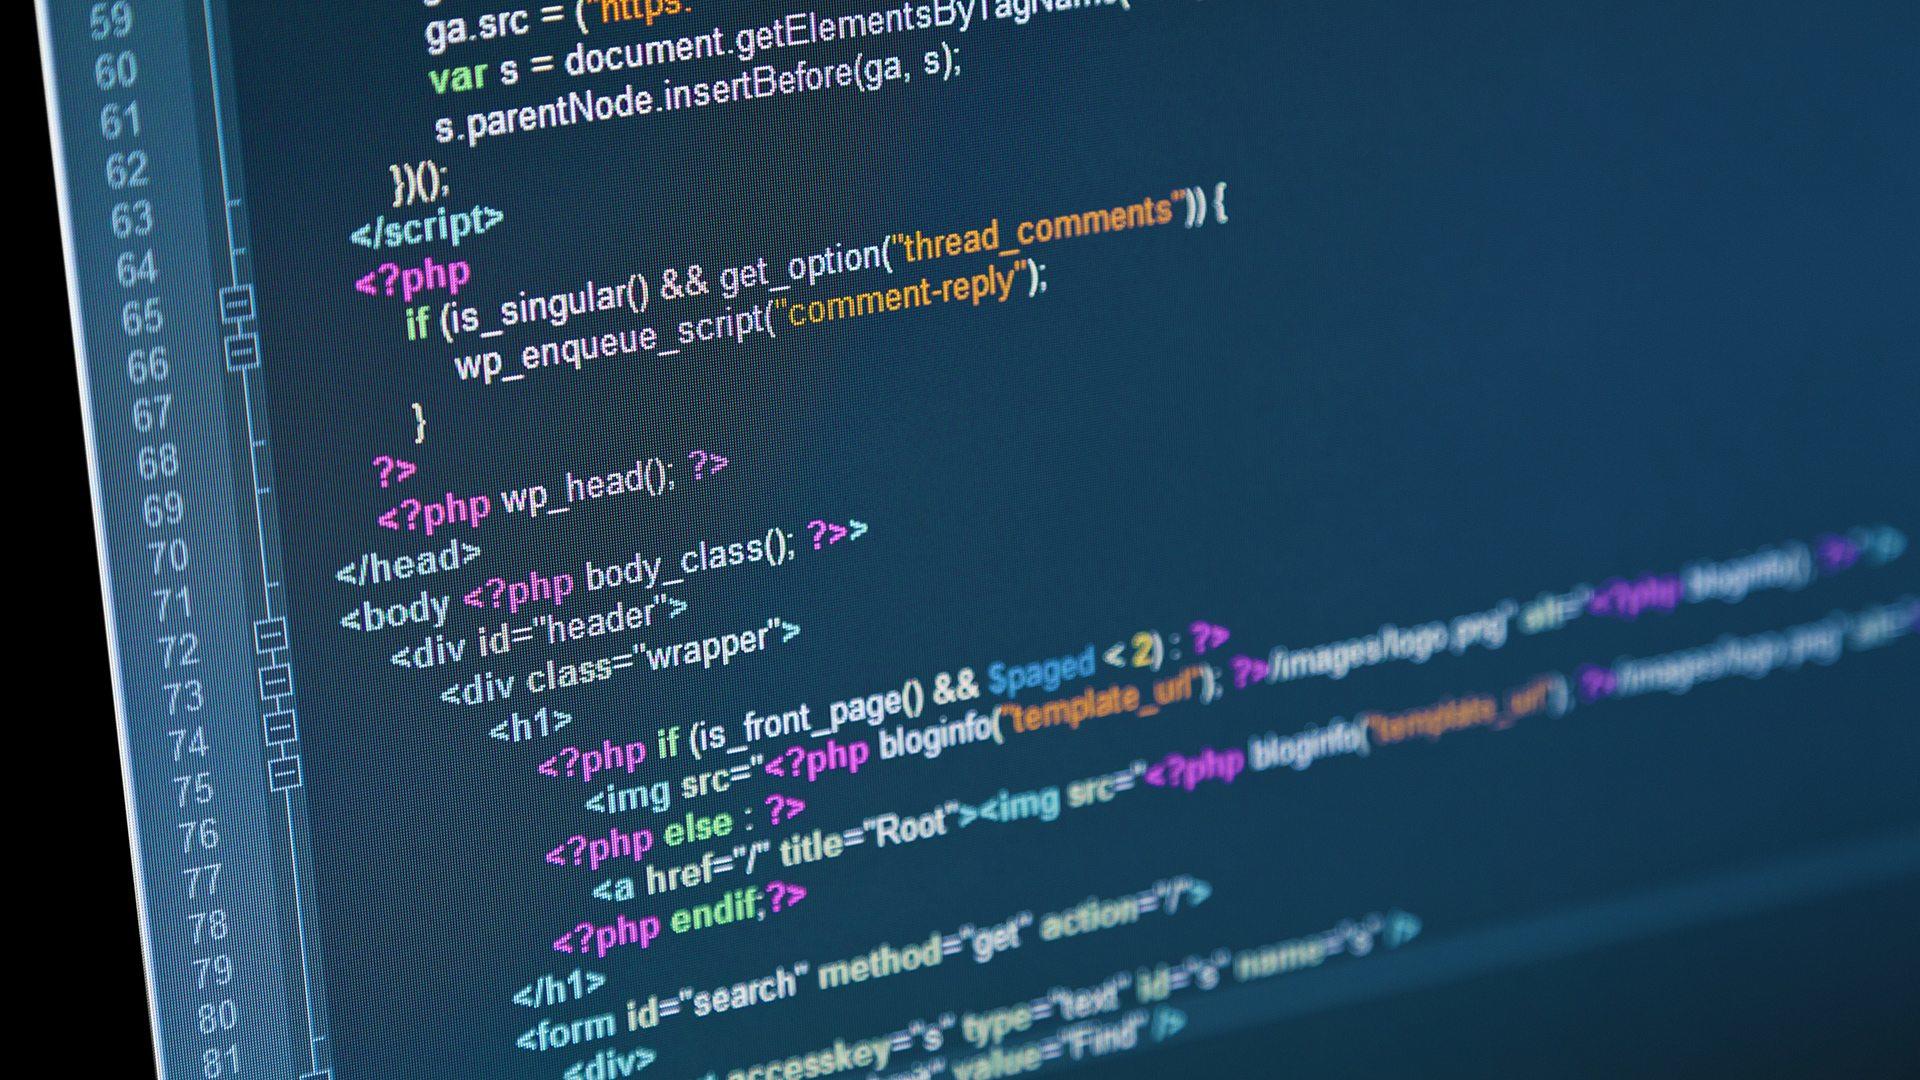 59
ga.src = ("https:
60
var s = document.getElementsByTagName(
61
s.parentNode.insertBefore(ga, s);
62
})();
63
</script>
64
<?php
65
if (is_singular() && get_option("thread_comments")) {
66
wp_enqueue_script("comment-reply");
67
}
68
?>
69
<?php wp_head(); ?>
70
</head>
71
<body <?php body_class(); ?>>
72
<div id="header">
73
<div class="wrapper">
74
<h1>
75
<?php if (is_front_page() && $paged < 2) : ?>
76
<img src="<?php bloginfo("template_url"); ?>/images/logo.png" alt="<?php bloginfo() ?>" />
77
<?php else : ?>
78
<a href="/" title="Root"><img src="<?php bloginfo("template_url"); ?>/images/logo.png" alt="
79
<?php endif;?>
80
</h1>
81
<form id="search" method="get" action="/">
<div>
accesskey="s" type="text" id="s" name="s" />
value="Find" />